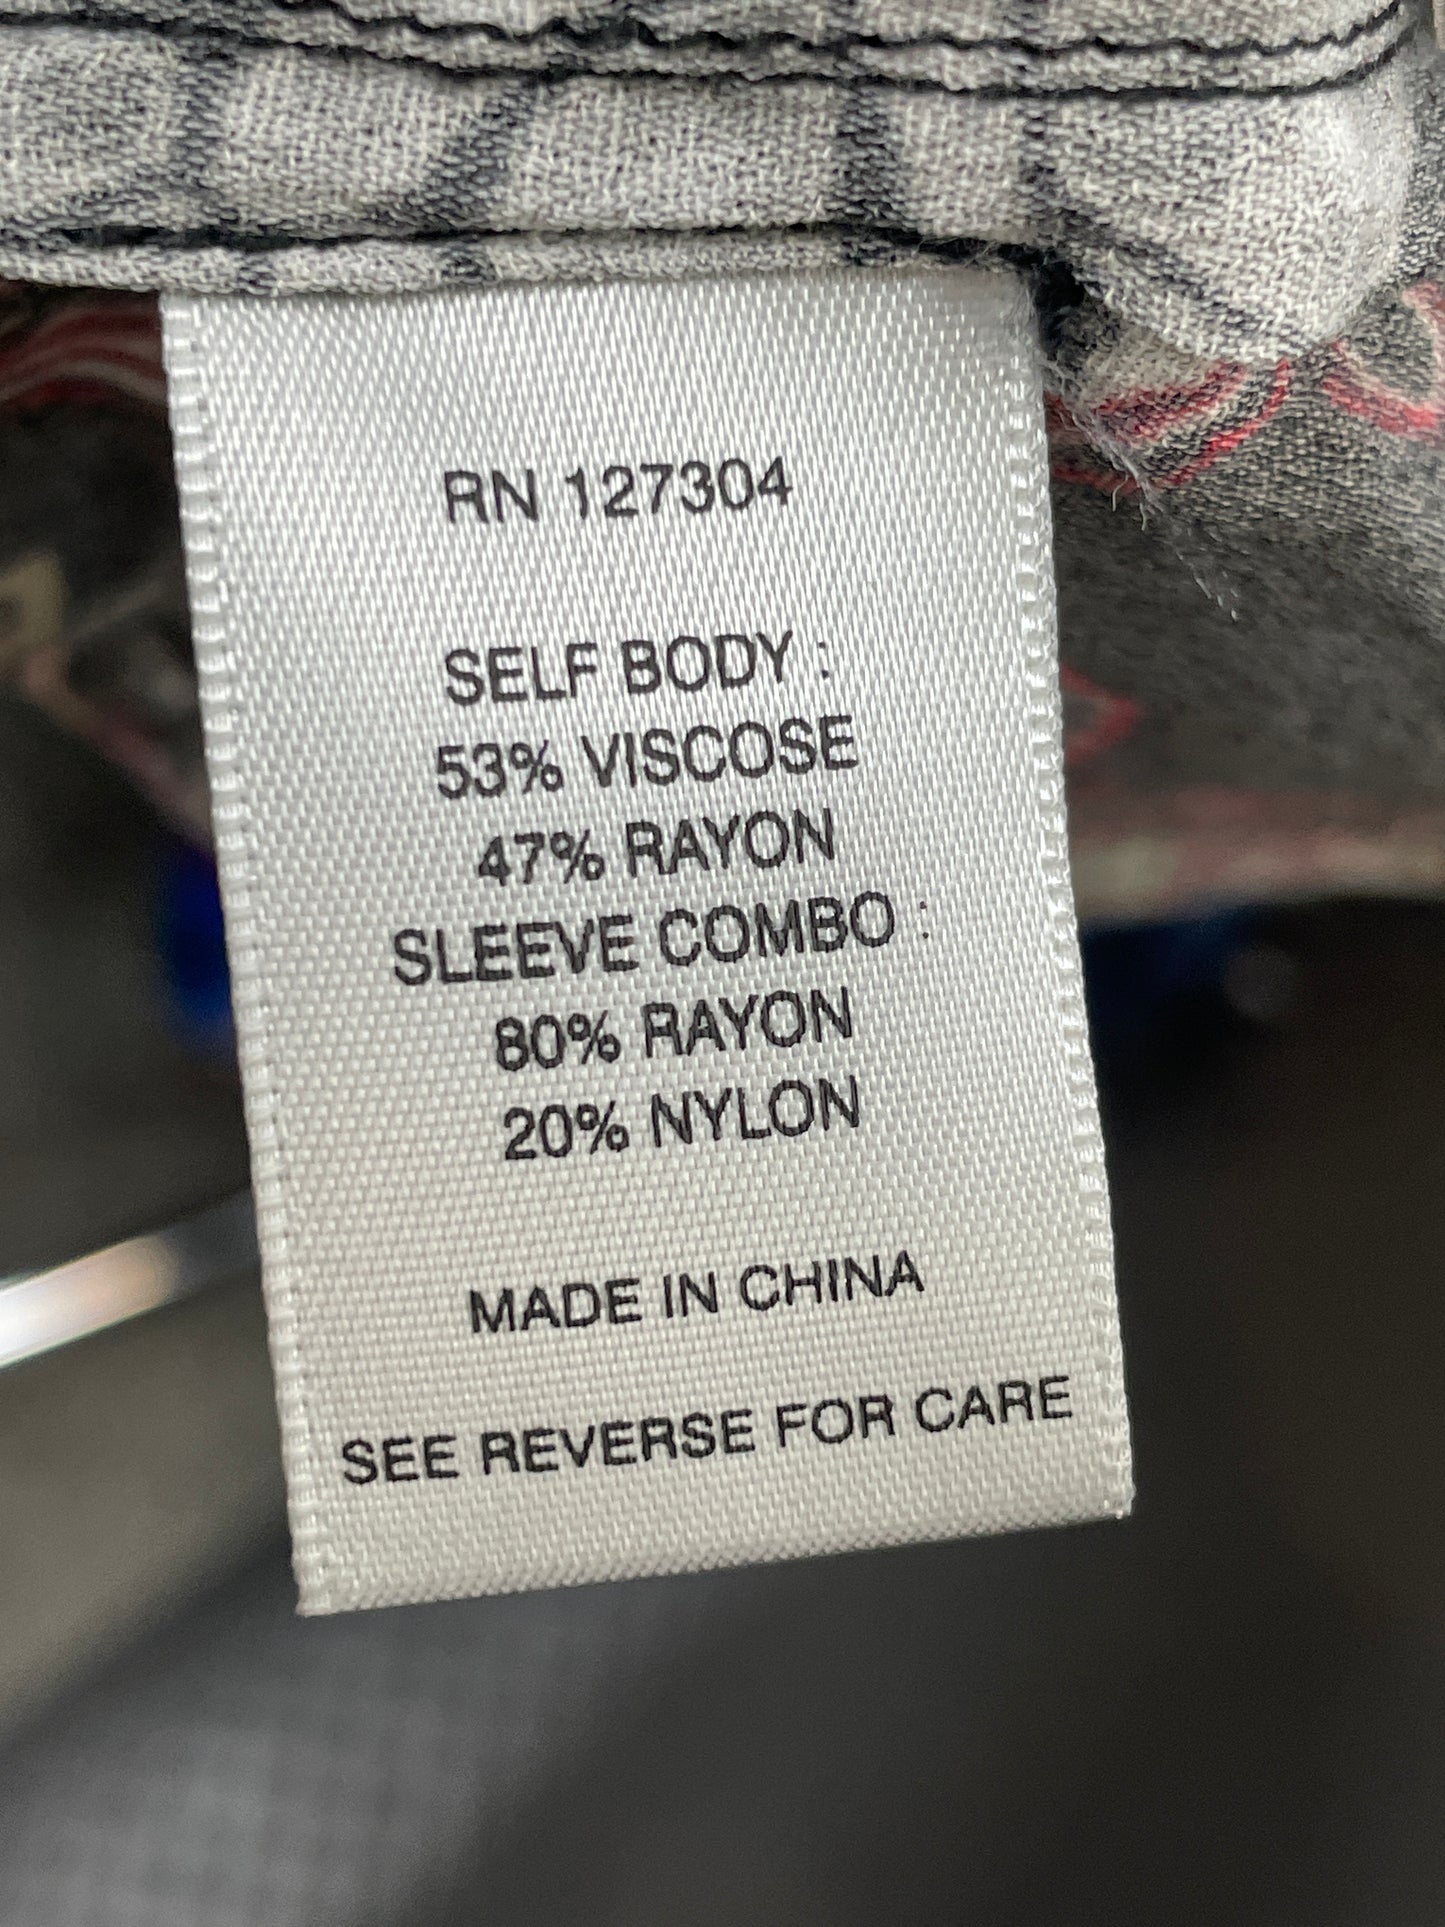 RN 127304
SELF BODY :
53% VISCOSE
47% RAYON
SLEEVE COMBO :
80% RAYON
20% NYLON
MADE IN CHINA
SEE REVERSE FOR CARE